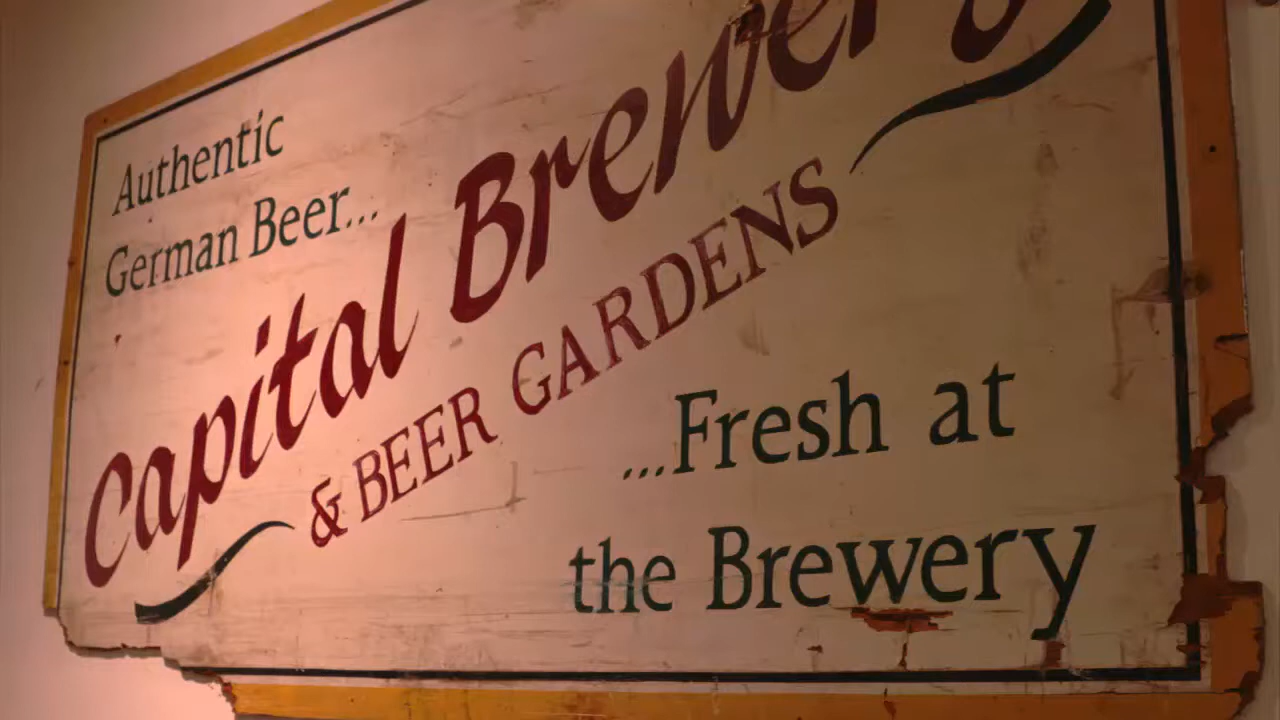 Authentic
German Beer...
Capital Brewery
& BEER GARDENS
...Fresh at
the Brewery